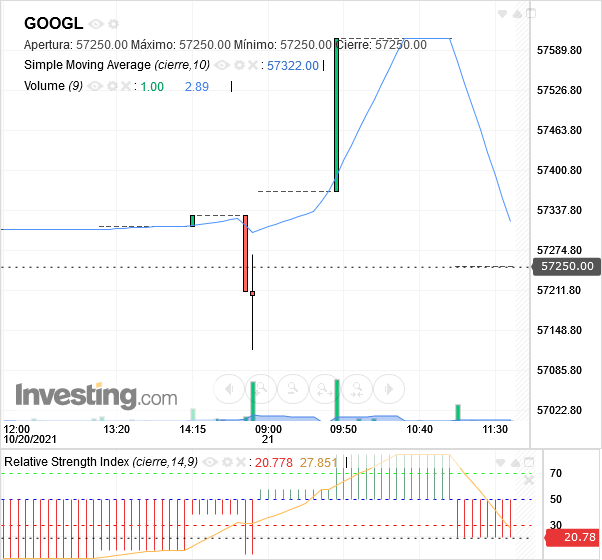 GOOGL
Apertura: 57250.00 Máximo: 57250.00 Mínimo: 57250.00 Cierre: 57250.00
Simple Moving Average (cierre,10) : 57322.00
Volume (9) : 1.00 2.89
57589.80
57526.80
57463.80
57400.80
57337.80
57274.80
57250.00
57211.80
57148.80
57085.80
57022.80
Investing.com
12:00 13:20 14:15 09:00 09:50 10:40 11:30
10/20/2021 21
Relative Strength Index (cierre,14,9) : 20.778 27.851
70
50
30
20
20.78